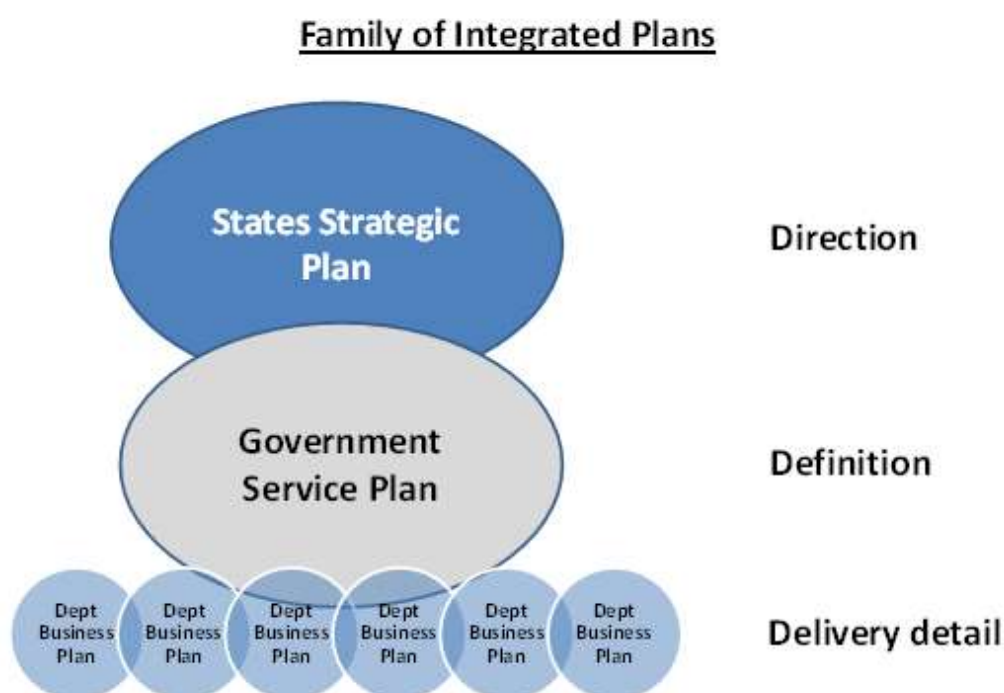 Family of Integrated Plans
States Strategic
Plan
Direction
Government
Service Plan
Definition
Dept
Business
Plan
Dept
Business
Plan
Dept
Business
Plan
Dept
Business
Plan
Dept
Business
Plan
Dept
Business
Plan
Delivery detail